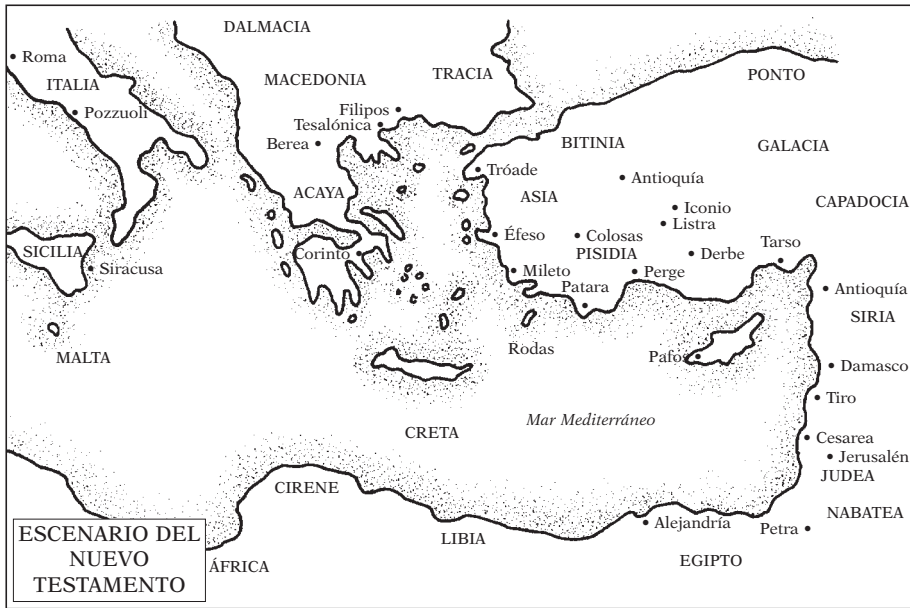 DALMACIA
Roma
MACEDONIA
TRACIA
PONTO
ITALIA
Pozzuoli
Filipos
Tesalónica
Berea
BITINIA
GALACIA
Tróade
Antioquía
ACAYA
ASIA
CAPADOCIA
Iconio
Listra
Éfeso
Colosas
SICILIA
Corinto
PISIDIA
Derbe
Tarso
Siracusa
Mileto
Perge
Patara
Antioquía
SIRIA
MALTA
Rodas
Pafos
Damasco
Tiro
Mar Mediterráneo
CRETA
Cesarea
Jerusalén
JUDEA
CIRENE
NABATEA
Alejandría
Petra
LIBIA
EGIPTO
ÁFRICA
ESCENARIO DEL
NUEVO
TESTAMENTO